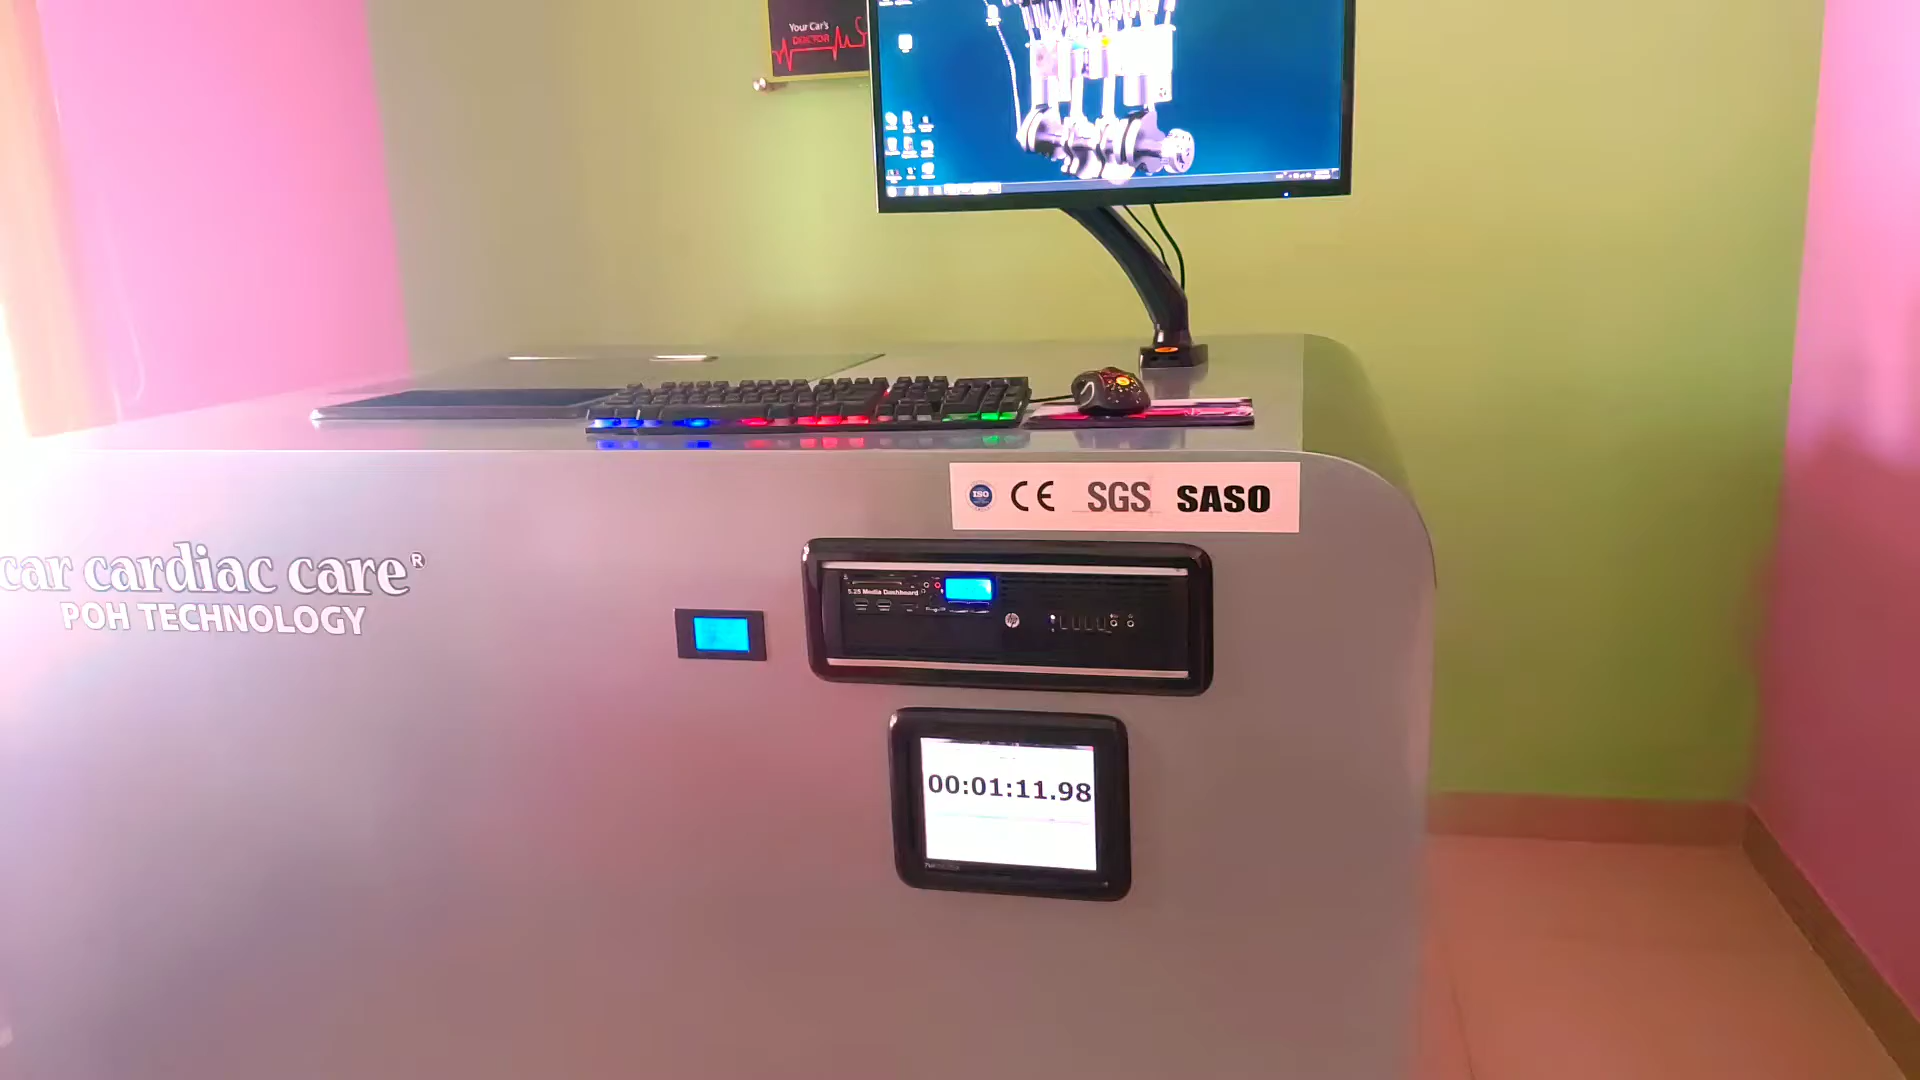 Your Car's
DOCTOR
ISO CE SGS SASO
car cardiac care®
POH TECHNOLOGY
5.25 Media Dashboard
hp
00:01:11.98